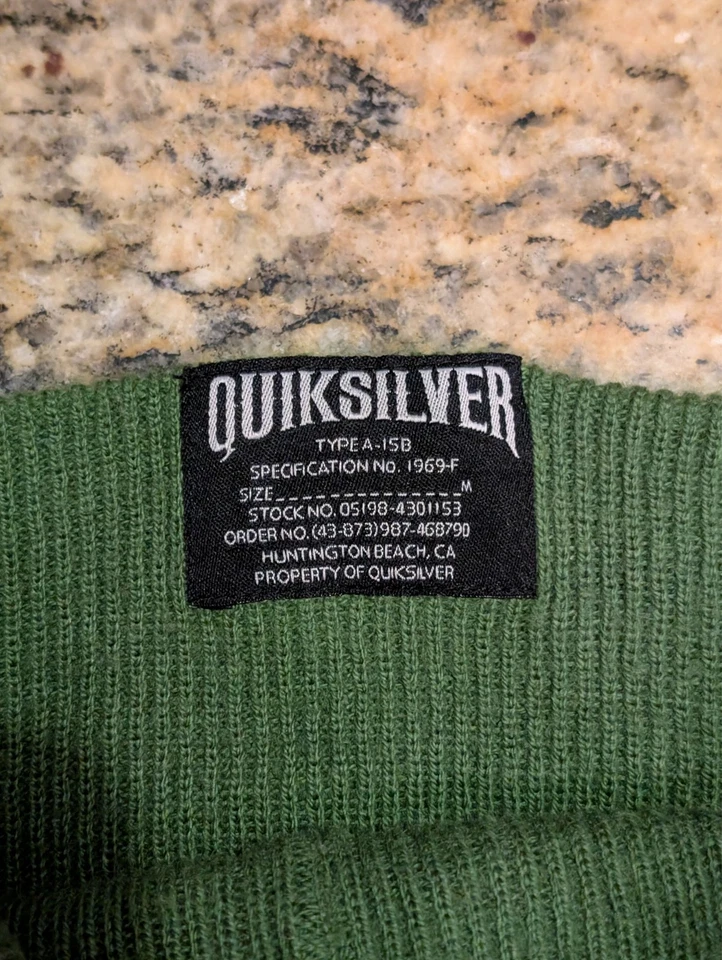 QUIKSILVER
TYPE A-15B
SPECIFICATION No. 1969-F
SIZE______________M
STOCK NO. 05198-4301153
ORDER NO. (43-873)987-468790
HUNTINGTON BEACH, CA
PROPERTY OF QUIKSILVER